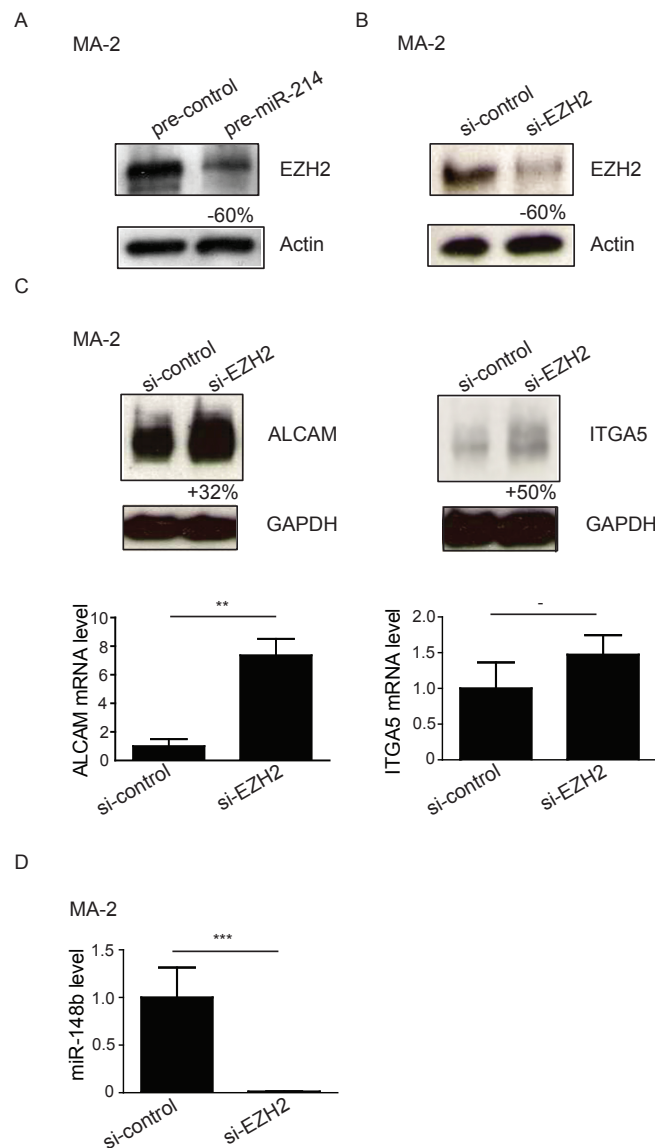 A
MA-2
pre-control
pre-miR-214
EZH2
-60%
Actin
B
MA-2
si-control
si-EZH2
EZH2
-60%
Actin
C
MA-2
si-control
si-EZH2
ALCAM
+32%
GAPDH
si-control
si-EZH2
ITGA5
+50%
GAPDH
ALCAM mRNA level
10
8
6
4
2
0
**
si-control
si-EZH2
ITGA5 mRNA level
2.0
1.5
1.0
0.5
0
-
si-control
si-EZH2
D
MA-2
miR-148b level
1.5
1.0
0.5
0
***
si-control
si-EZH2